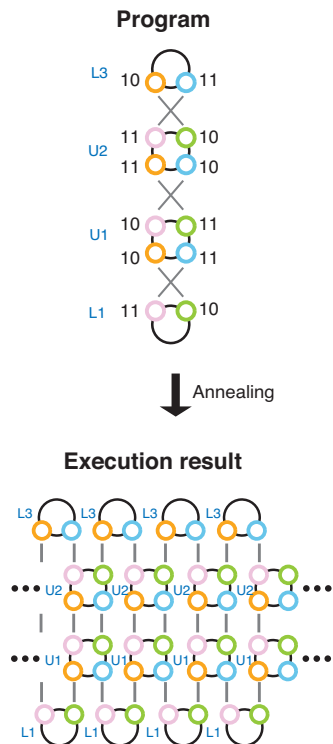 Program
L3 10 11
11 10
U2
11 10
10 11
U1
10 11
L1 11 10
Annealing
Execution result
L3 L3 L3 L3
••• U2 U2 U2 U2 •••
••• U1 U1 U1 U1 •••
L1 L1 L1 L1